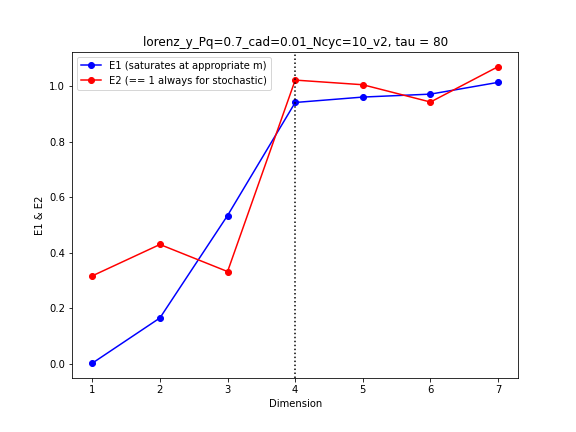 lorenz_y_Pq=0.7_cad=0.01_Ncyc=10_v2, tau = 80
E1 (saturates at appropriate m)
E2 (== 1 always for stochastic)
1.0
0.8
0.6
0.4
0.2
0.0
E1 & E2
1 2 3 4 5 6 7
Dimension